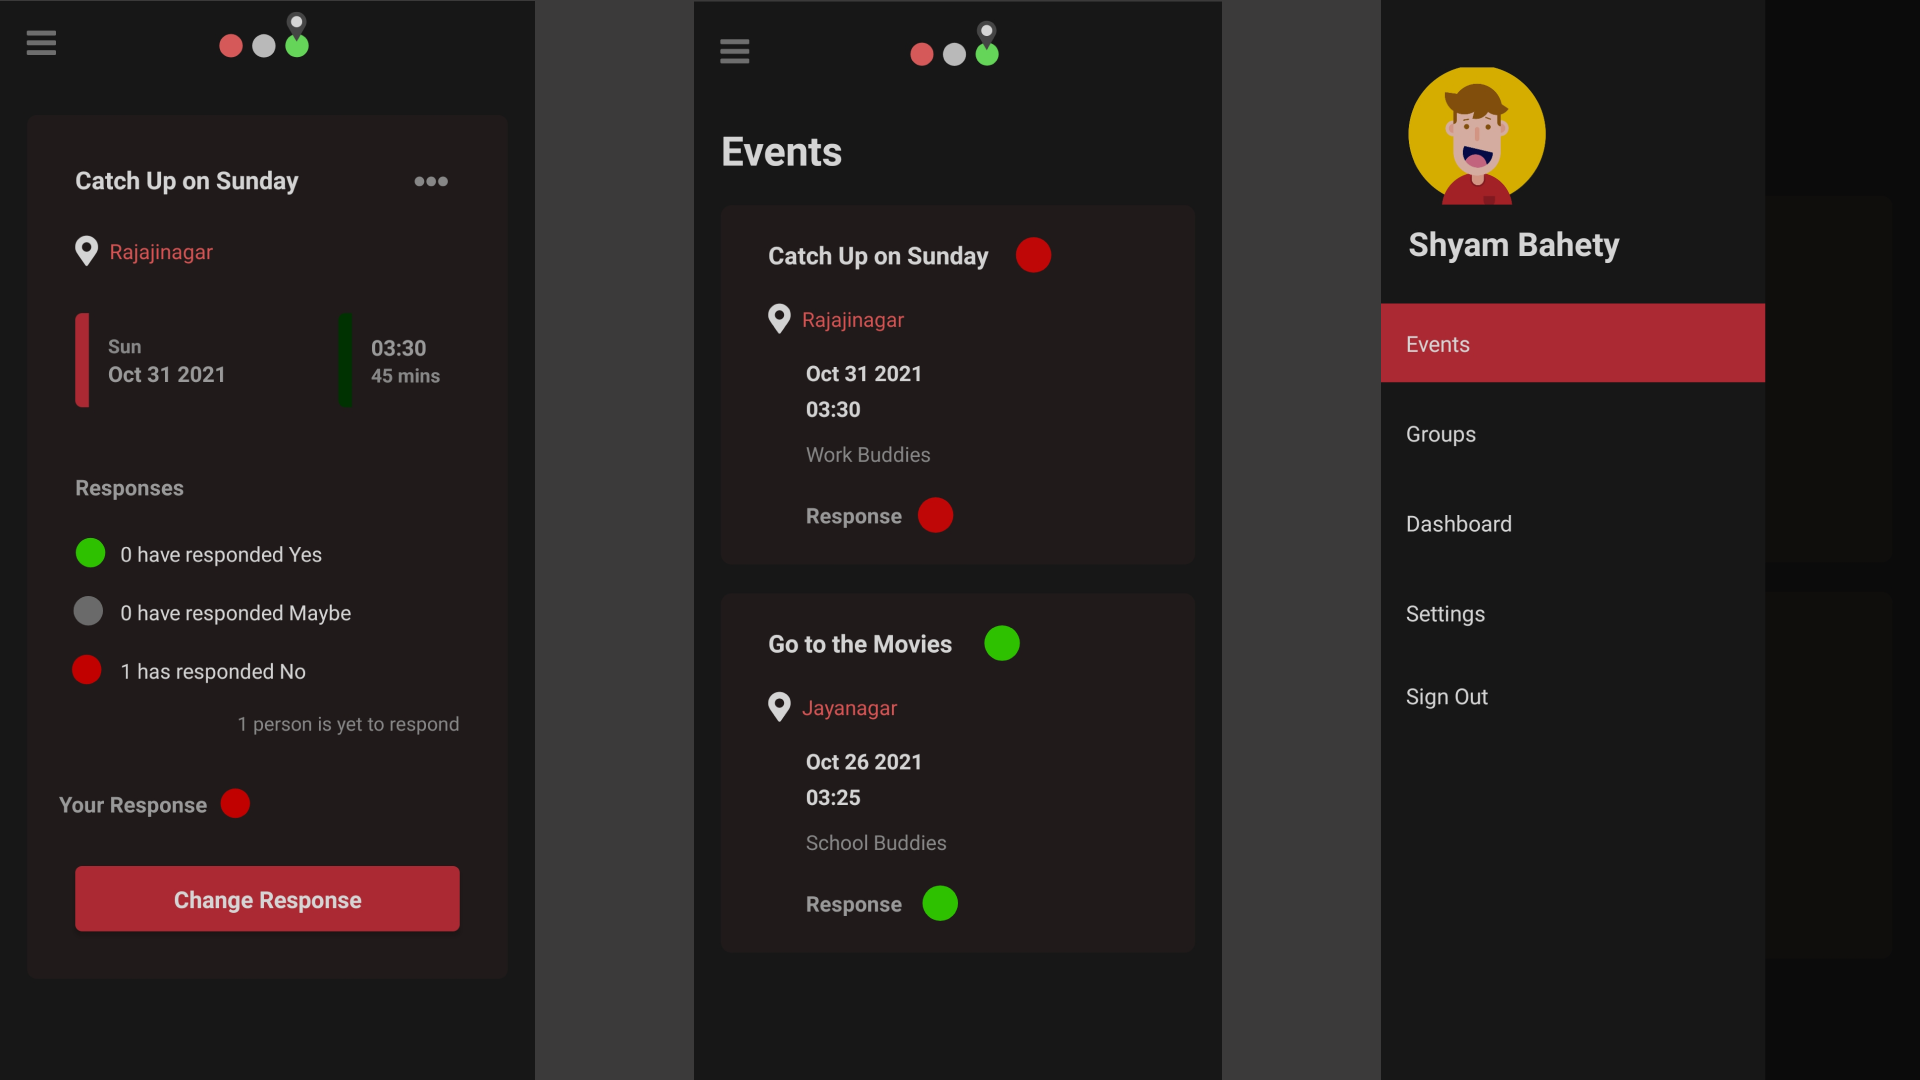 Catch Up on Sunday
Rajajinagar
Sun
Oct 31 2021
03:30
45 mins
Responses
0 have responded Yes
0 have responded Maybe
1 has responded No
1 person is yet to respond
Your Response
Change Response
Events
Catch Up on Sunday
Rajajinagar
Oct 31 2021
03:30
Work Buddies
Response
Go to the Movies
Jayanagar
Oct 26 2021
03:25
School Buddies
Response
Shyam Bahety
Events
Groups
Dashboard
Settings
Sign Out